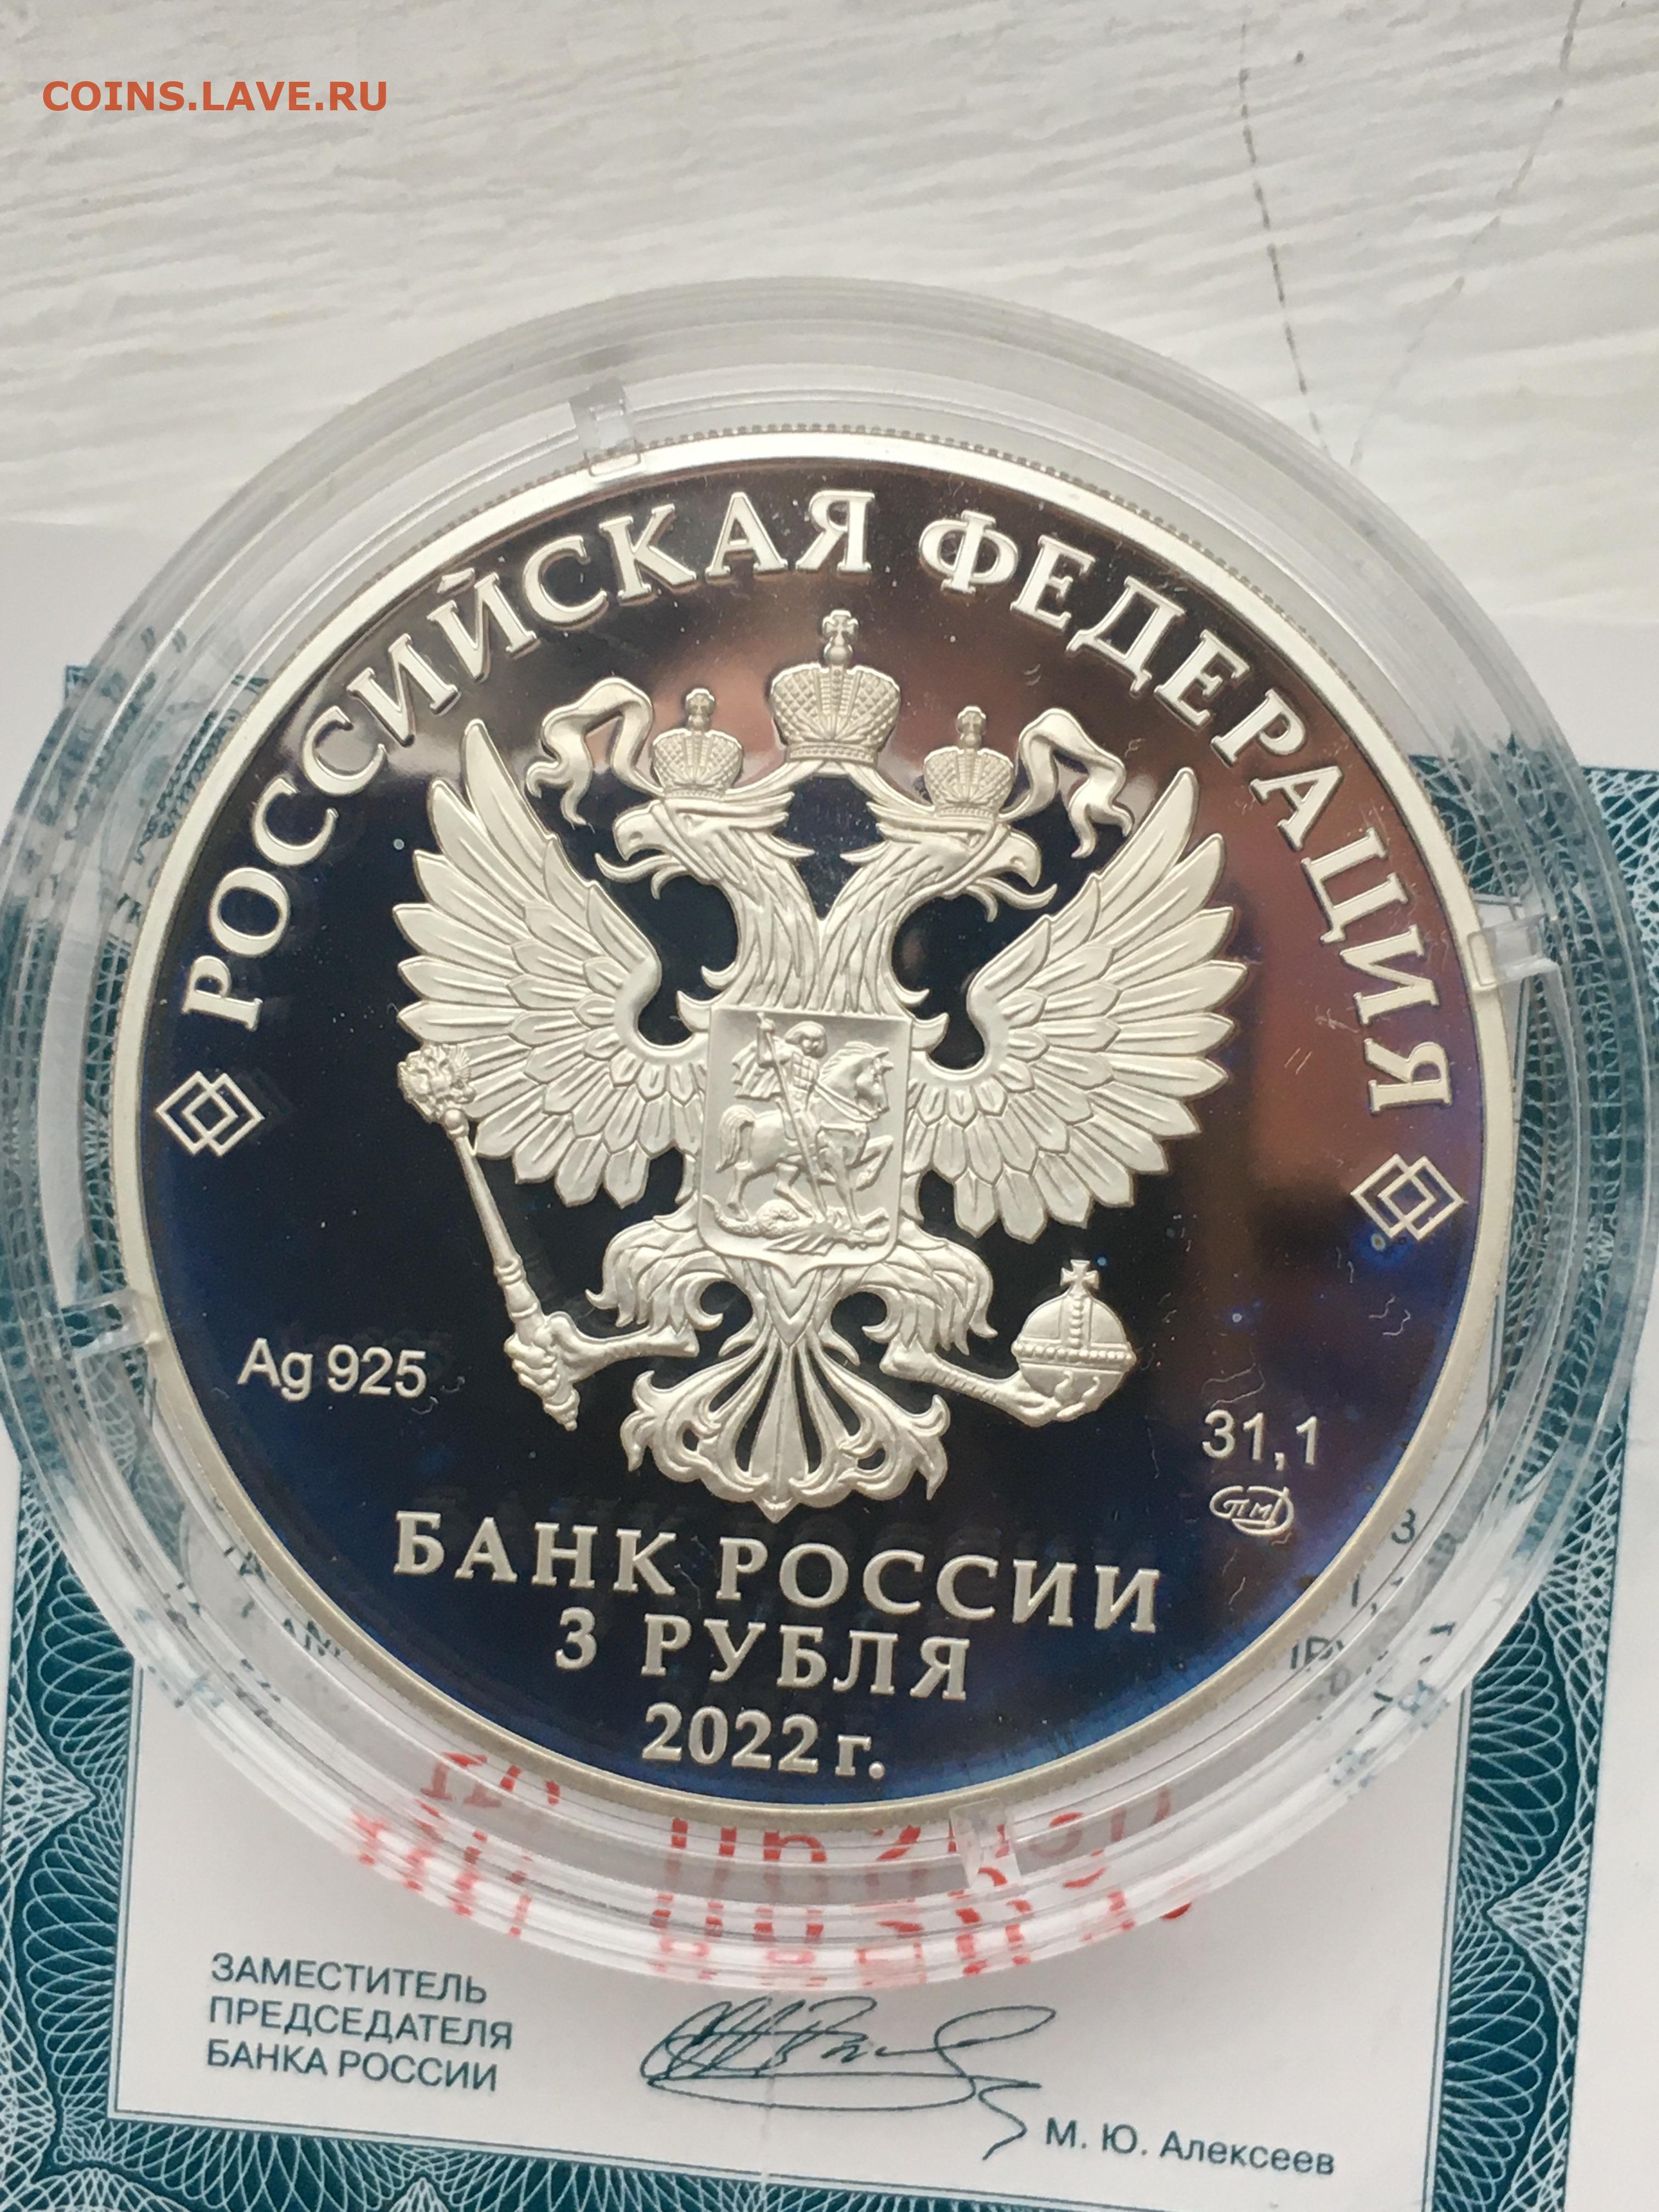 COINS.LAVE.RU
РОССИЙСКАЯ ФЕДЕРАЦИЯ
Ag 925
31,1
СПМД
БАНК РОССИИ
3 РУБЛЯ
2022 г.
ЗАМЕСТИТЕЛЬ
ПРЕДСЕДАТЕЛЯ
БАНКА РОССИИ
М. Ю. Алексеев